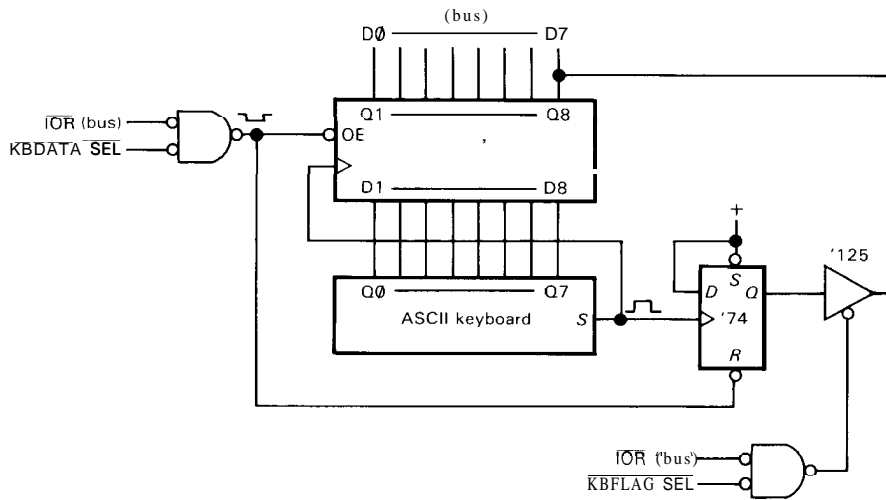 (bus)
DØ D7
Q1 Q8
IOR (bus)
KBDATA SEL
OE
D1 D8
Q0 Q7
ASCII keyboard S
+
S
D Q
'74
R
'125
IOR ("bus')
KBFLAG SEL